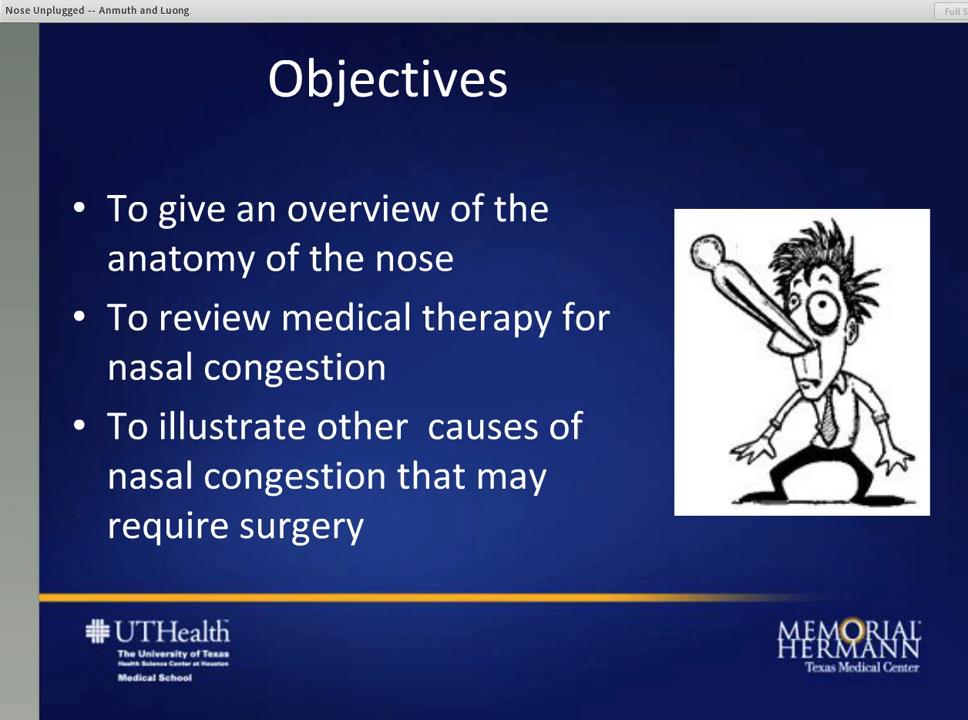 Nose Unplugged -- Anmuth and Luong
Full S
Objectives
• To give an overview of the
anatomy of the nose
• To review medical therapy for
nasal congestion
• To illustrate other  causes of
nasal congestion that may
require surgery
UTHealth
The University of Texas
Health Science Center at Houston
Medical School
MEMORIAL
HERMANN
Texas Medical Center